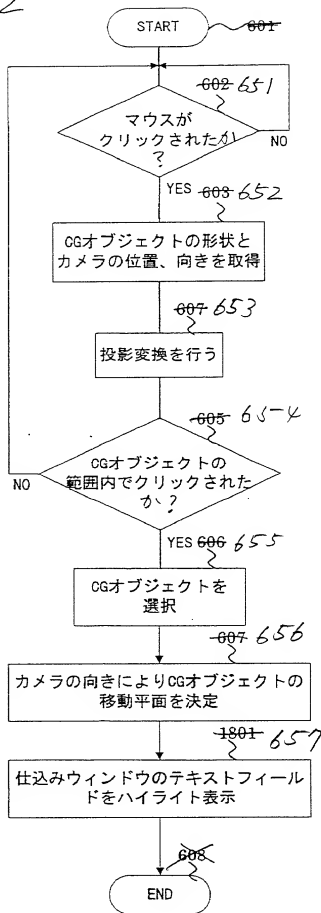 2
START
601
602 651
マウスが
クリックされたか
?
NO
YES
603 652
CGオブジェクトの形状と
カメラの位置、向きを取得
607 653
投影変換を行う
605 654
CGオブジェクトの
範囲内でクリックされた
か?
NO
YES
606 655
CGオブジェクトを
選択
607 656
カメラの向きによりCGオブジェクトの
移動平面を決定
1801 657
仕込みウィンドウのテキストフィール
ドをハイライト表示
608
END